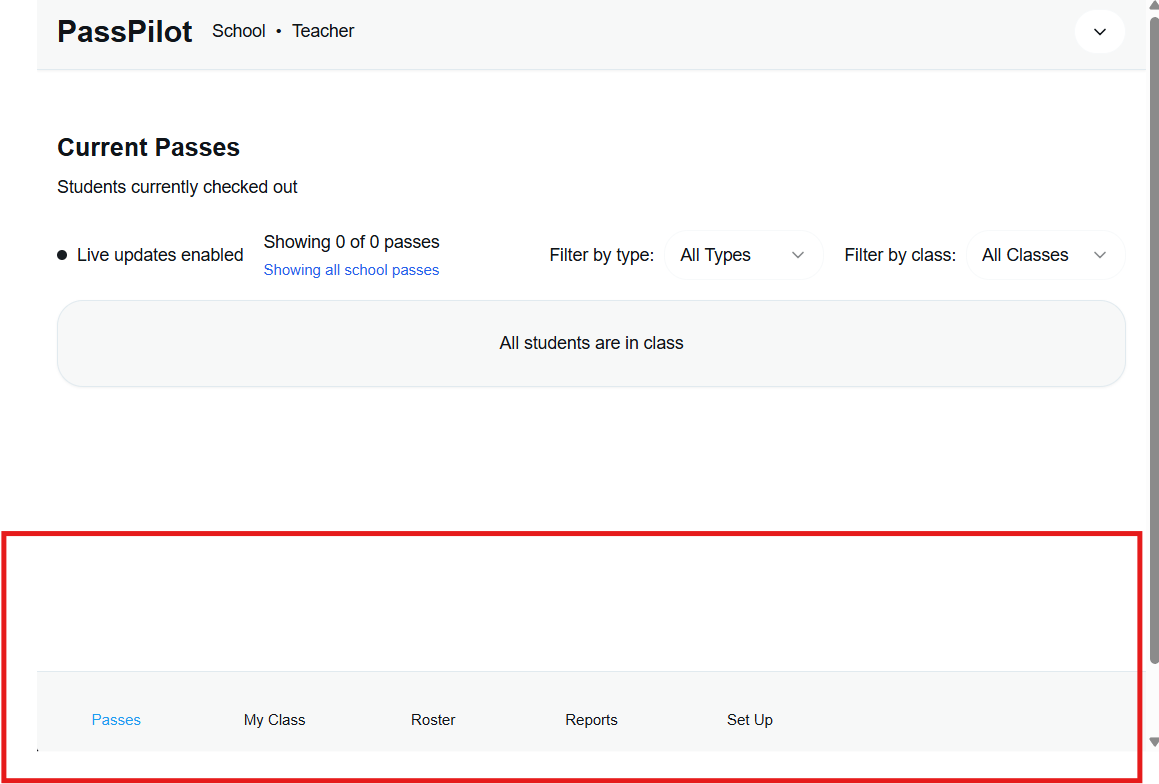 PassPilot School • Teacher
Current Passes
Students currently checked out
Live updates enabled
Showing 0 of 0 passes
Showing all school passes
Filter by type: All Types
Filter by class: All Classes
All students are in class
Passes My Class Roster Reports Set Up